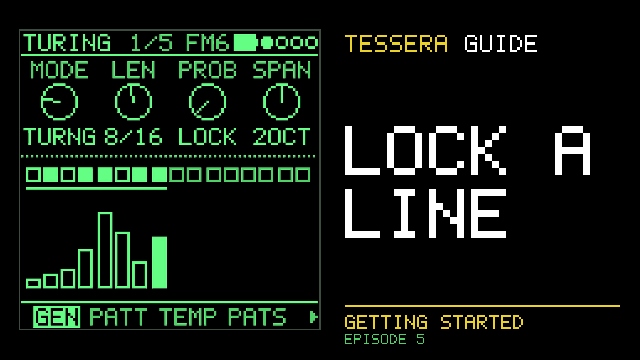 TURING 1/5 FM6
MODE LEN PROB SPAN
TURNG 8/16 LOCK 2OCT
GEN PATT TEMP PATS
TESSERA GUIDE
LOCK A
LINE
GETTING STARTED
EPISODE 5